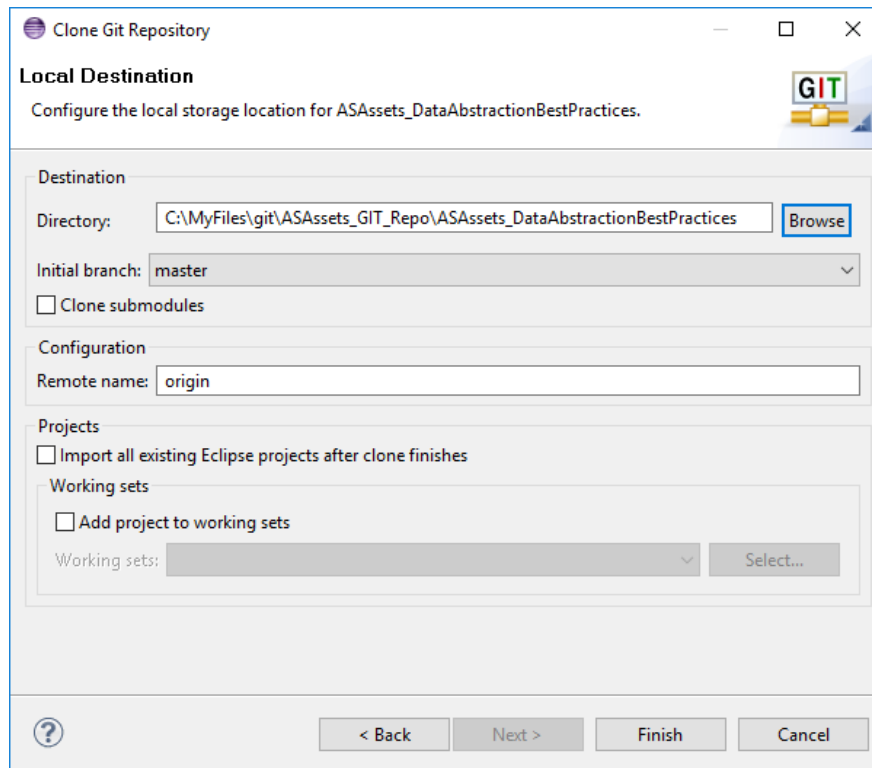 Clone Git Repository
Local Destination
Configure the local storage location for ASAssets_DataAbstractionBestPractices.
GIT
Destination
Directory: C:\MyFiles\git\ASAssets_GIT_Repo\ASAssets_DataAbstractionBestPractices Browse
Initial branch: master
Clone submodules
Configuration
Remote name: origin
Projects
Import all existing Eclipse projects after clone finishes
Working sets
Add project to working sets
Working sets: Select...
? < Back Next > Finish Cancel